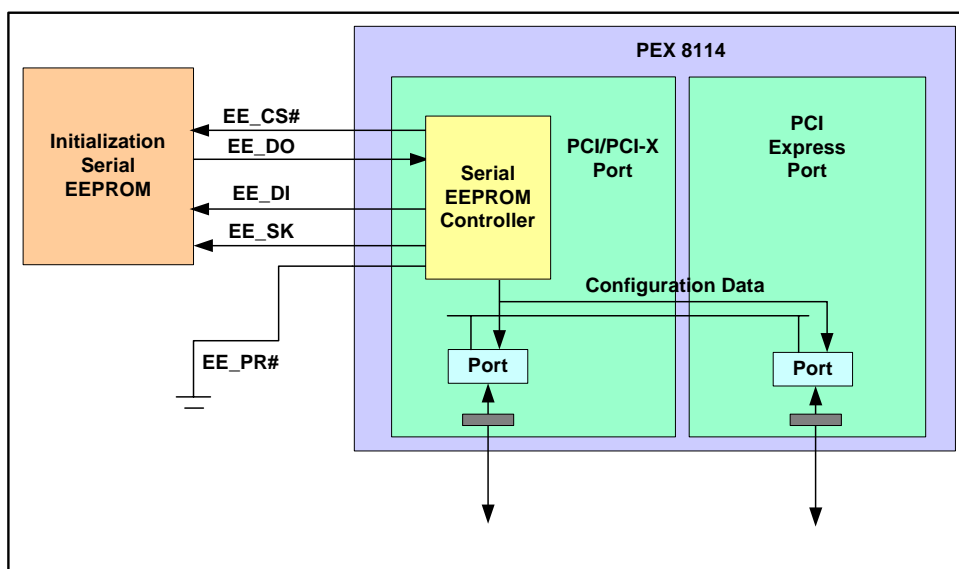 PEX 8114
Initialization
Serial
EEPROM
EE_CS#
EE_DO
EE_DI
EE_SK
EE_PR#
Serial
EEPROM
Controller
PCI/PCI-X
Port
PCI
Express
Port
Configuration Data
Port
Port